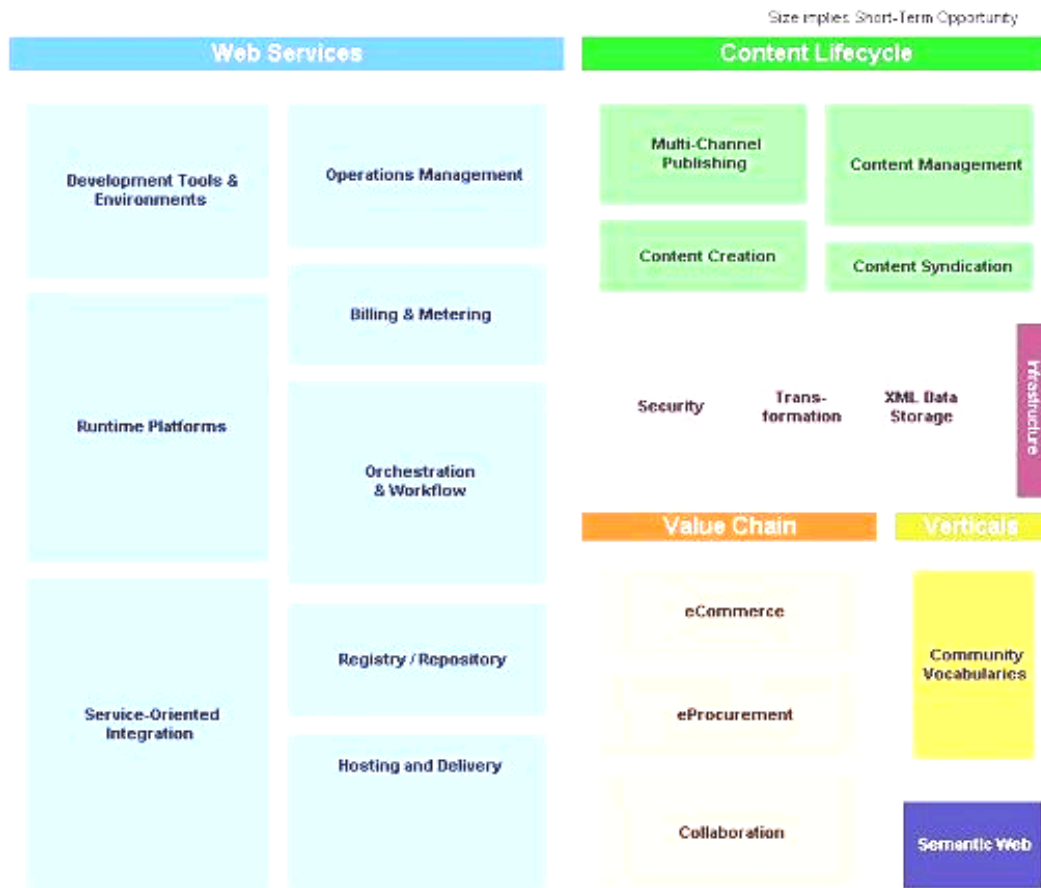 Size implies Short-Term Opportunity
Web Services
Content Lifecycle
Development Tools &
Environments
Operations Management
Multi-Channel
Publishing
Content Management
Content Creation
Content Syndication
Billing & Metering
Runtime Platforms
Security
Trans-
formation
XML Data
Storage
Infrastructure
Orchestration
& Workflow
Value Chain
Verticals
eCommerce
Registry / Repository
Community
Vocabularies
Service-Oriented
Integration
eProcurement
Hosting and Delivery
Collaboration
Semantic Web